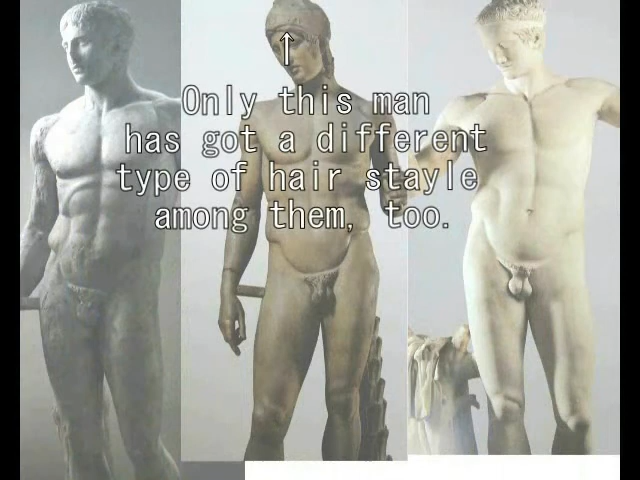 ↑
Only this man
has got a different
type of hair stayle
among them, too.